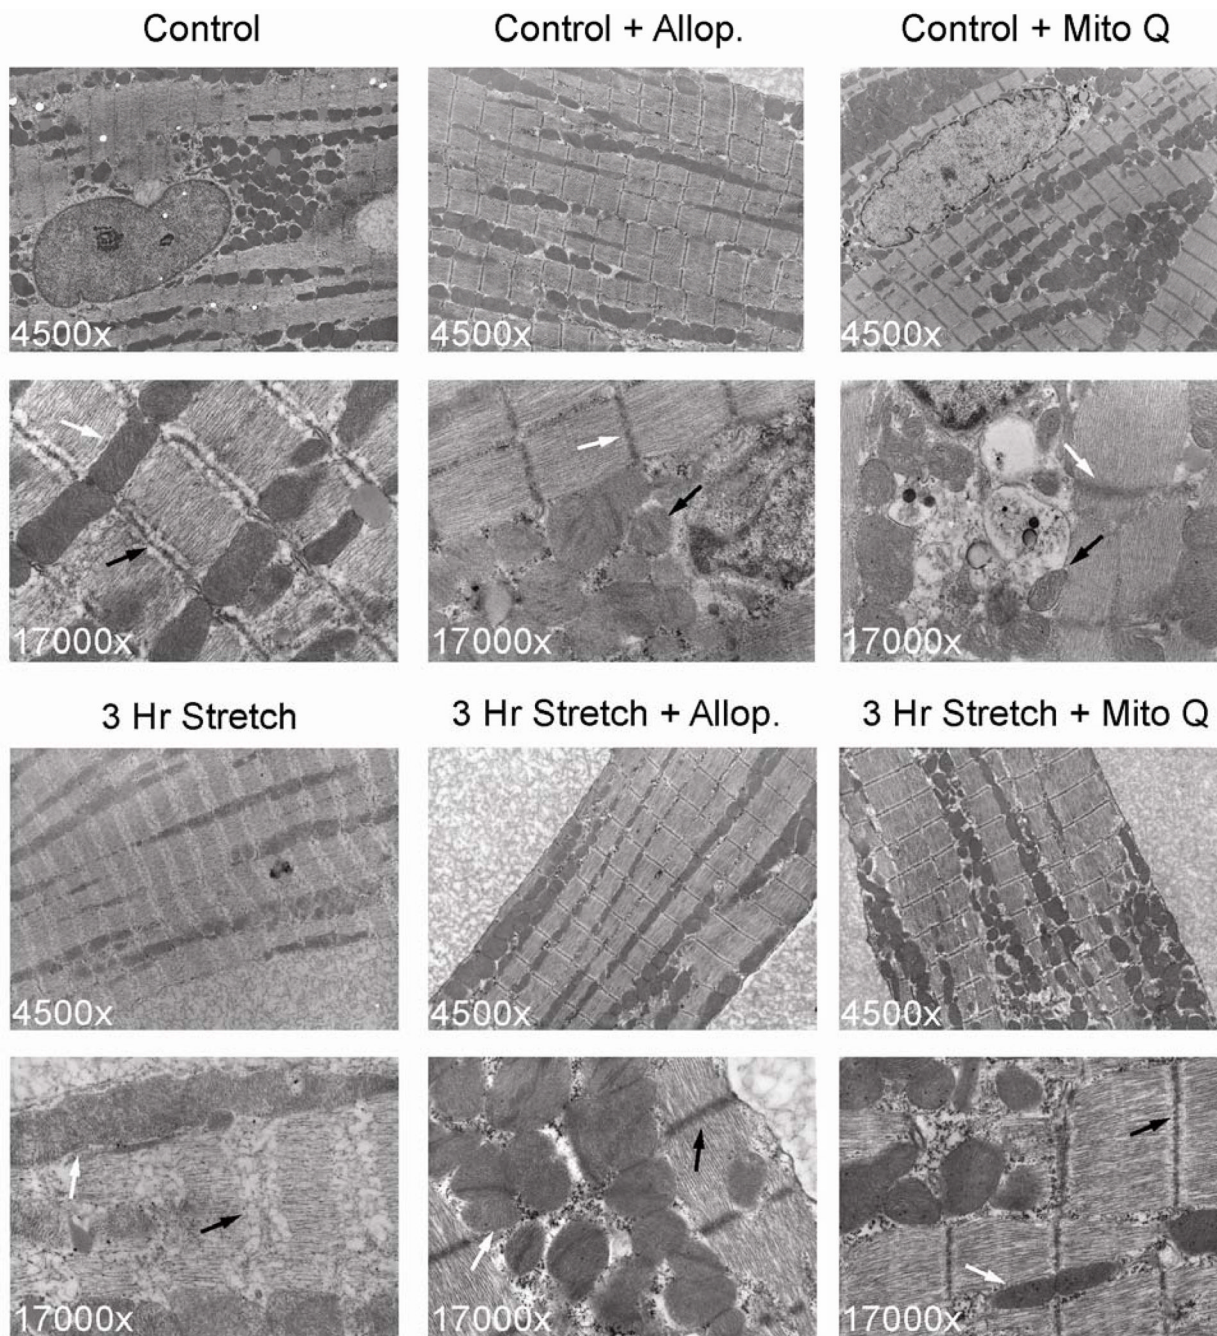 Control Control + Allop. Control + Mito Q
4500x 4500x 4500x
17000x 17000x 17000x
3 Hr Stretch 3 Hr Stretch + Allop. 3 Hr Stretch + Mito Q
4500x 4500x 4500x
17000x 17000x 17000x